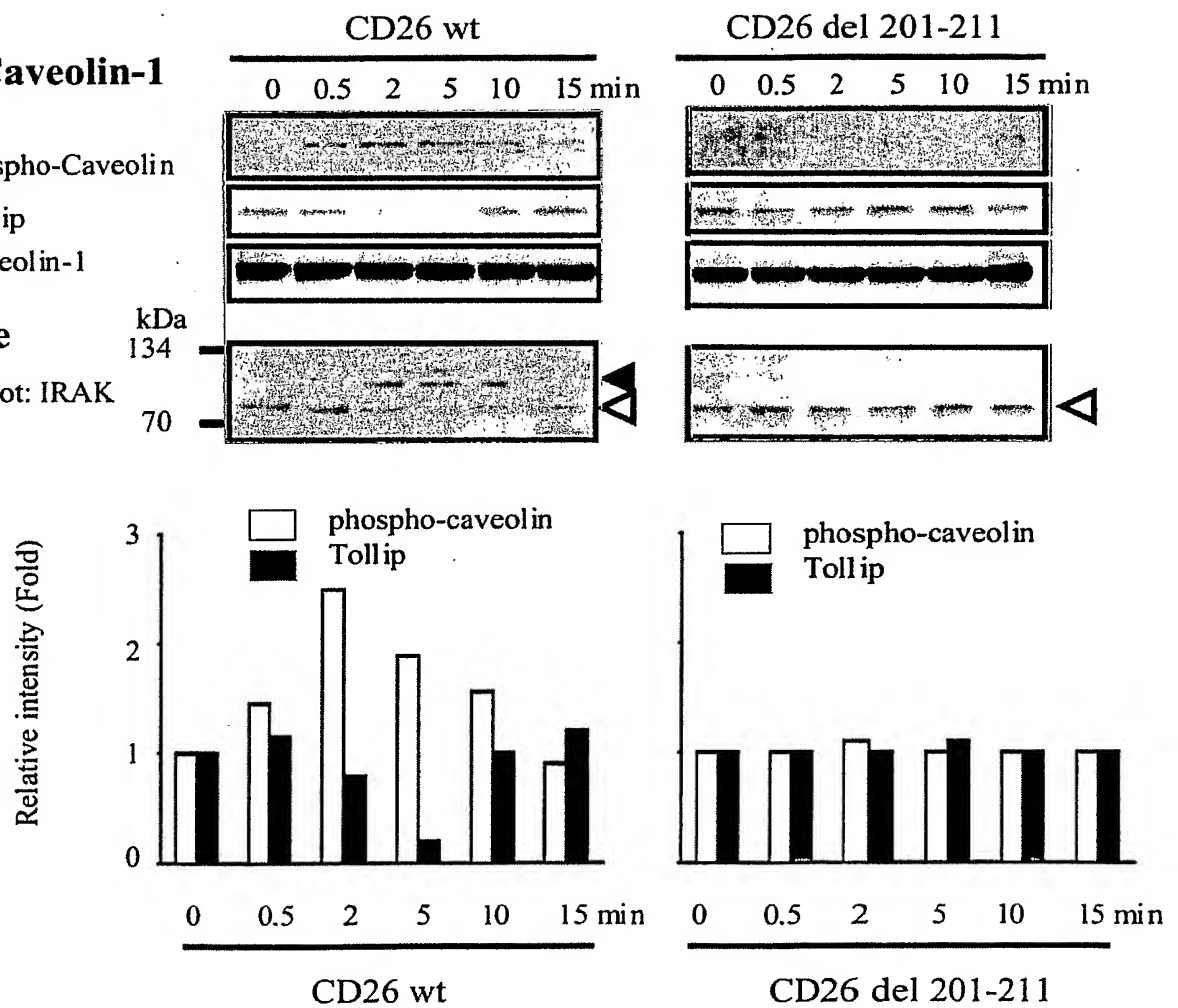 CD26 wt
CD26 del 201-211
aveolin-1
0 0.5 2 5 10 15 min
0 0.5 2 5 10 15 min
spho-Caveolin
ip
eolin-1
kDa
e
134
ot: IRAK
70
phospho-caveolin
Tollip
phospho-caveolin
Tollip
Relative intensity (Fold)
3
2
1
0
0 0.5 2 5 10 15 min
0 0.5 2 5 10 15 min
CD26 wt
CD26 del 201-211